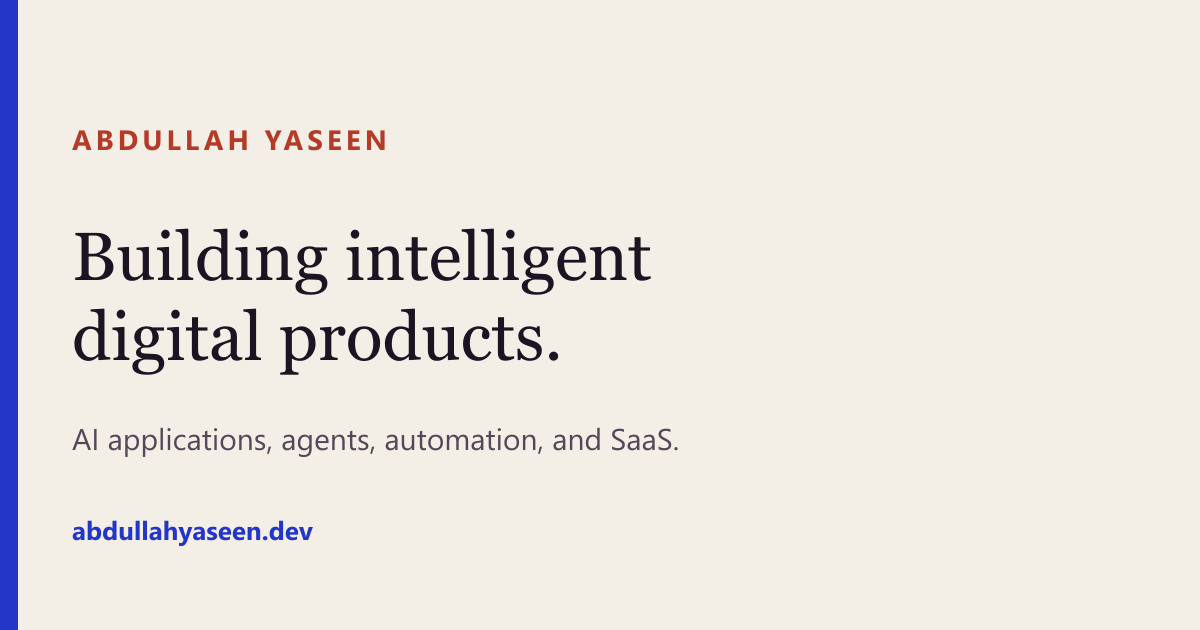 ABDULLAH YASEEN
Building intelligent
digital products.
AI applications, agents, automation, and SaaS.
abdullahyaseen.dev